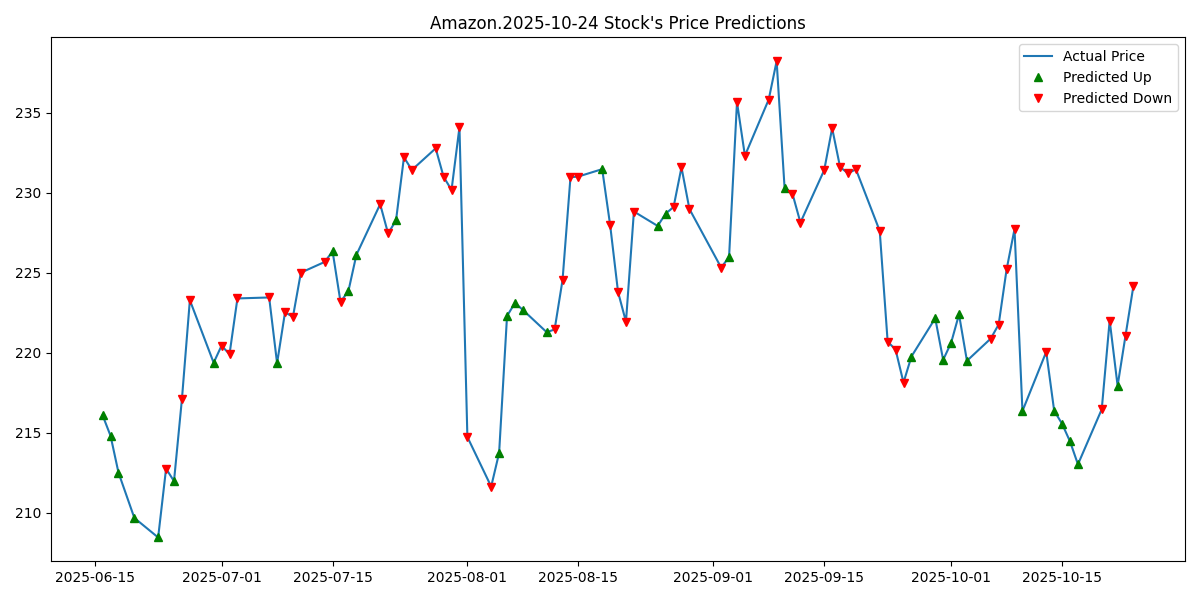 Amazon.2025-10-24 Stock's Price Predictions
Actual Price
Predicted Up
Predicted Down
235
230
225
220
215
210
2025-06-15 2025-07-01 2025-07-15 2025-08-01 2025-08-15 2025-09-01 2025-09-15 2025-10-01 2025-10-15